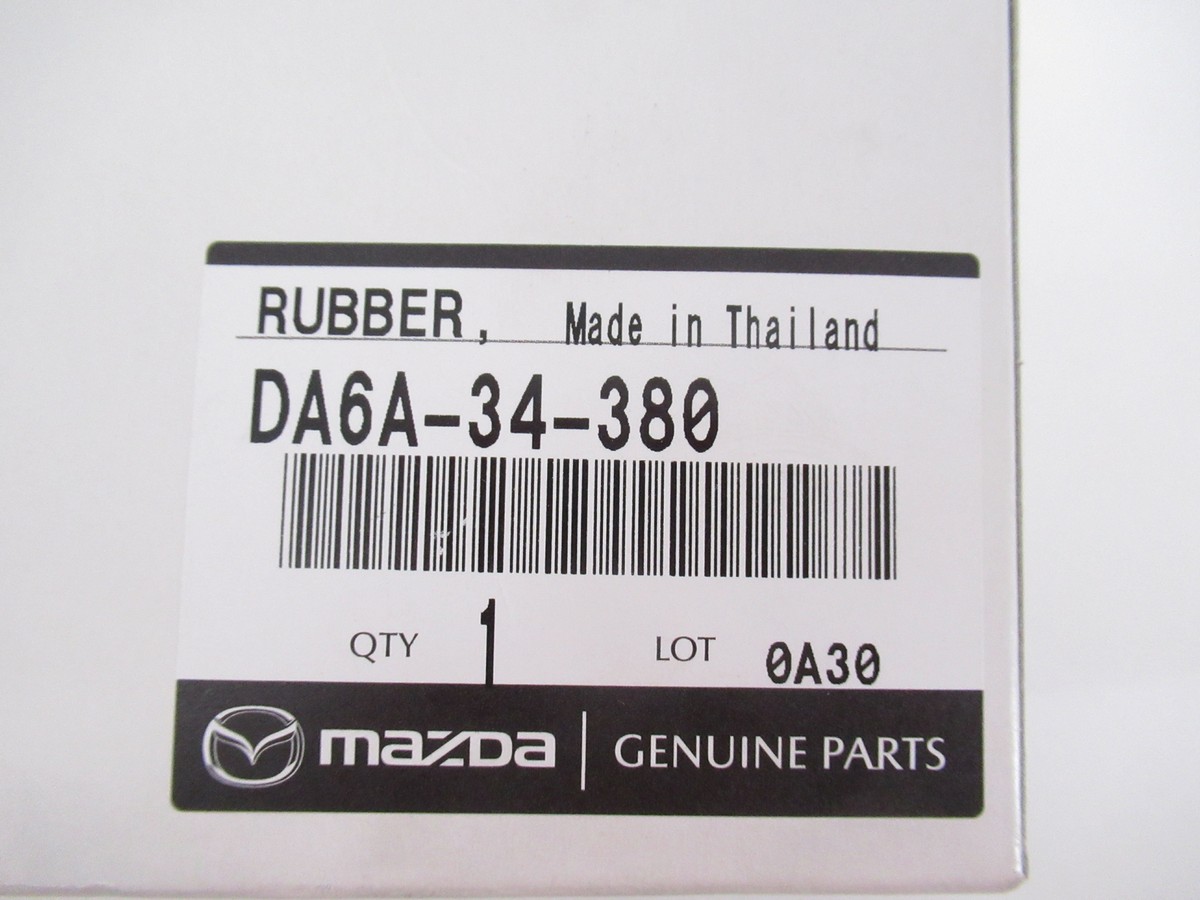 RUBBER, Made in Thailand
DA6A-34-380
QTY 1 LOT 0A30
mazda GENUINE PARTS